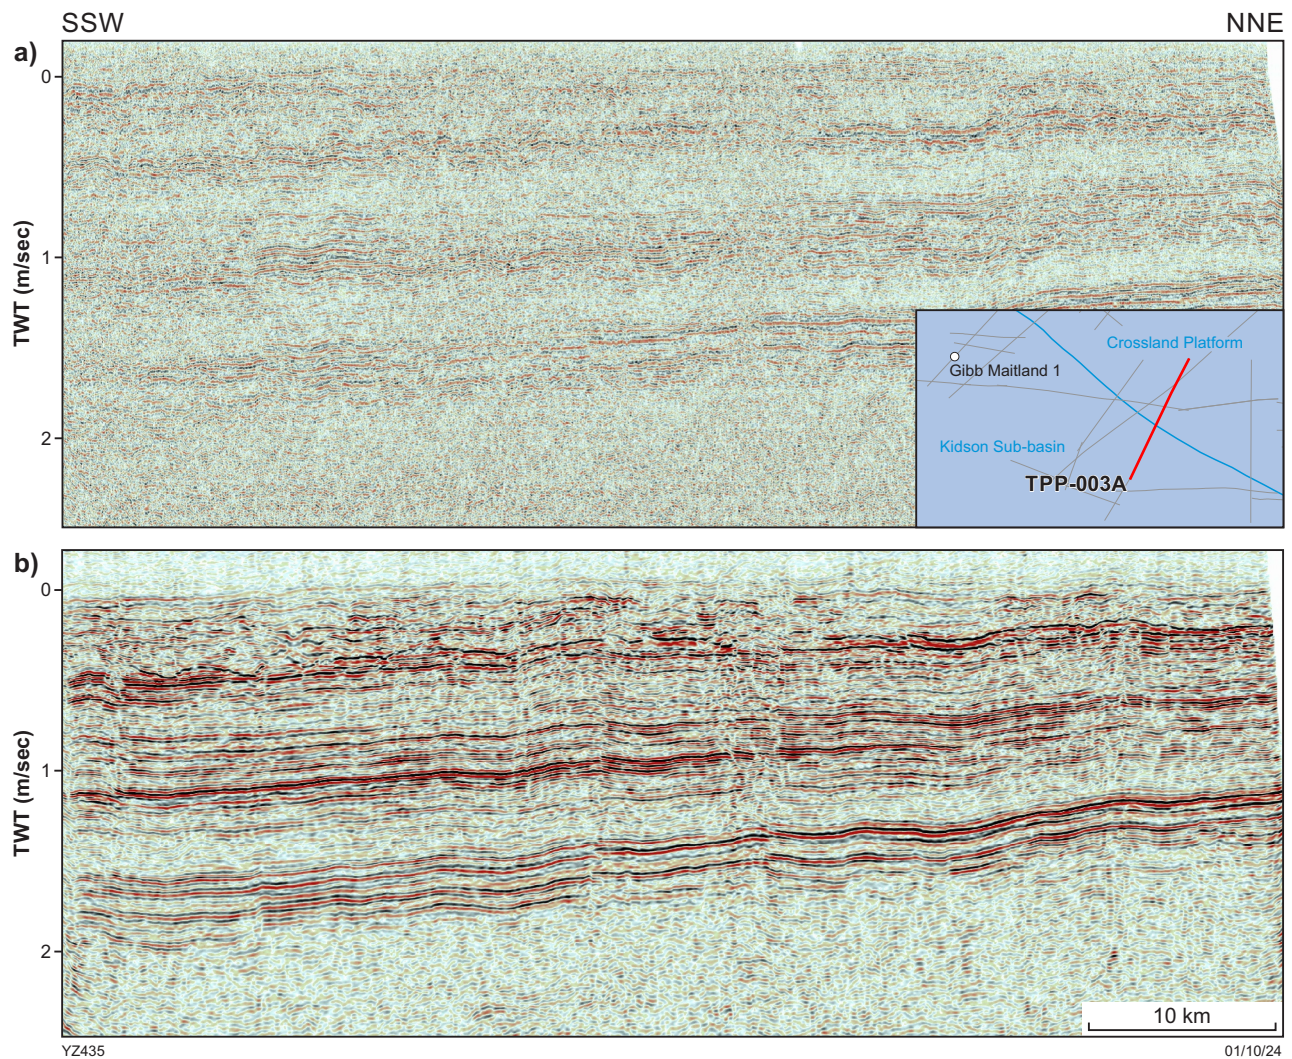 SSW
NNE
a)
0
1
2
TWT (m/sec)
Crossland Platform
Gibb Maitland 1
Kidson Sub-basin
TPP-003A
b)
0
1
2
TWT (m/sec)
10 km
YZ435
01/10/24